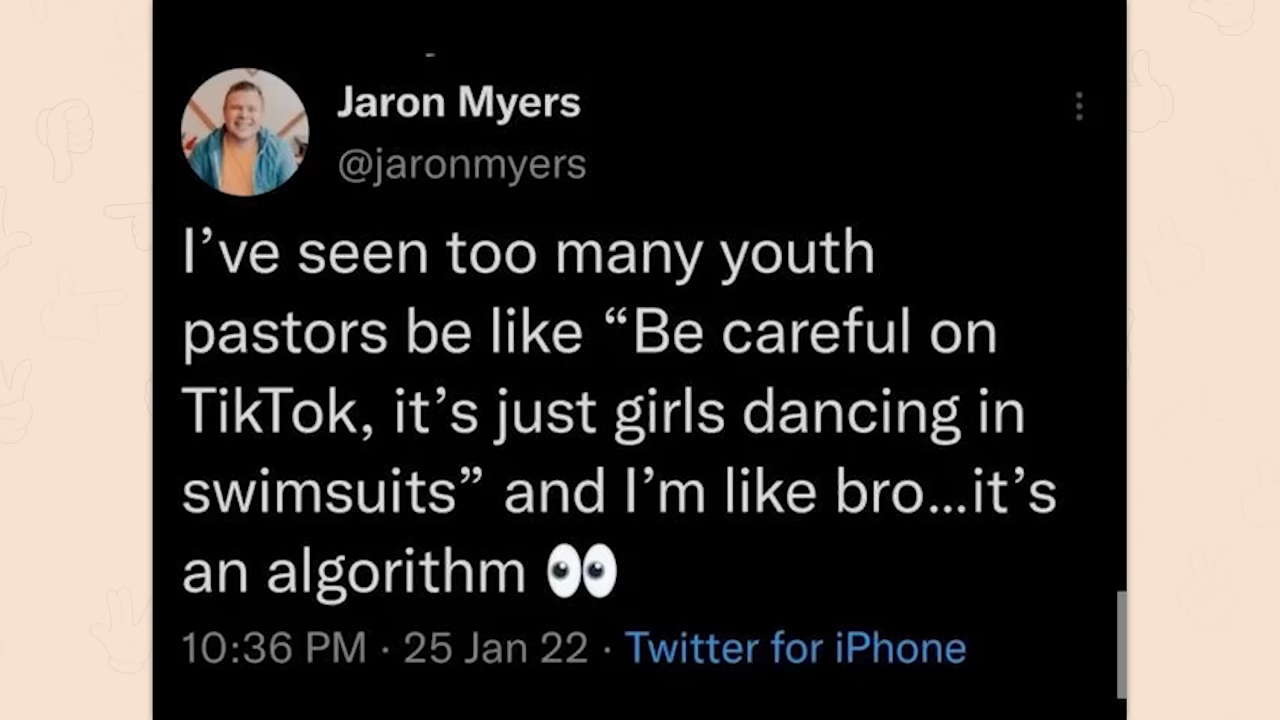 Jaron Myers
@jaronmyers
I’ve seen too many youth
pastors be like “Be careful on
TikTok, it’s just girls dancing in
swimsuits” and I’m like bro...it’s
an algorithm 👀
10:36 PM · 25 Jan 22 · Twitter for iPhone